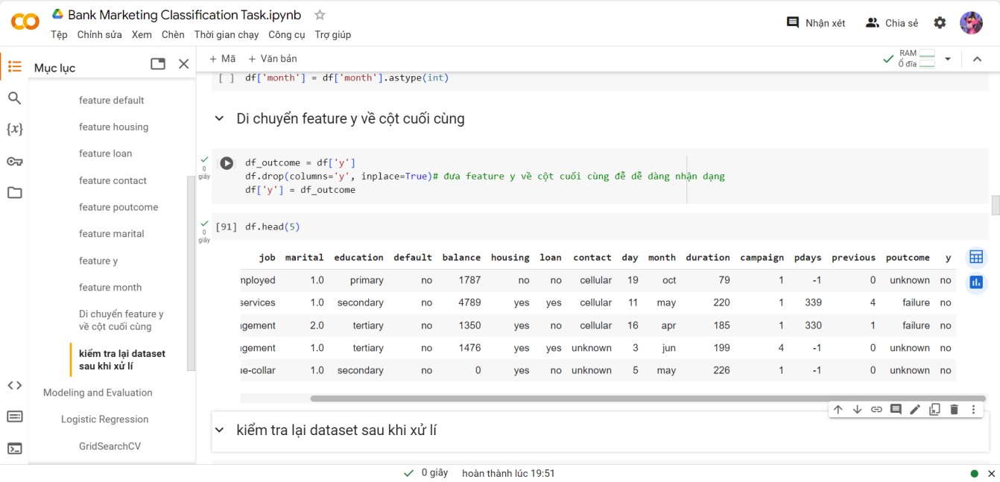 Bank Marketing Classification Task.ipynb
Tệp Chỉnh sửa Xem Chèn Thời gian chạy Công cụ Trợ giúp
Nhận xét
Chia sẻ
Mục lục
feature default
feature housing
feature loan
feature contact
feature poutcome
feature marital
feature y
feature month
Di chuyển feature y
về cột cuối cùng
kiểm tra lại dataset
sau khi xử lí
Modeling and Evaluation
Logistic Regression
GridSearchCV
+ Mã + Văn bản
RAM
Ổ đĩa
[ ] df['month'] = df['month'].astype(int)
Di chuyển feature y về cột cuối cùng
0
giây
df_outcome = df['y']
df.drop(columns='y', inplace=True)# đưa feature y về cột cuối cùng đễ dễ dàng nhận dạng
df['y'] = df_outcome
0
giây
[91] df.head(5)
job marital education default balance housing loan contact day month duration campaign pdays previous poutcome y
mployed 1.0 primary no 1787 no no cellular 19 oct 79 1 -1 0 unknown no
services 1.0 secondary no 4789 yes yes cellular 11 may 220 1 339 4 failure no
agement 2.0 tertiary no 1350 yes no cellular 16 apr 185 1 330 1 failure no
agement 1.0 tertiary no 1476 yes yes unknown 3 jun 199 4 -1 0 unknown no
ue-collar 1.0 secondary no 0 yes no unknown 5 may 226 1 -1 0 unknown no
kiểm tra lại dataset sau khi xử lí
0 giây hoàn thành lúc 19:51